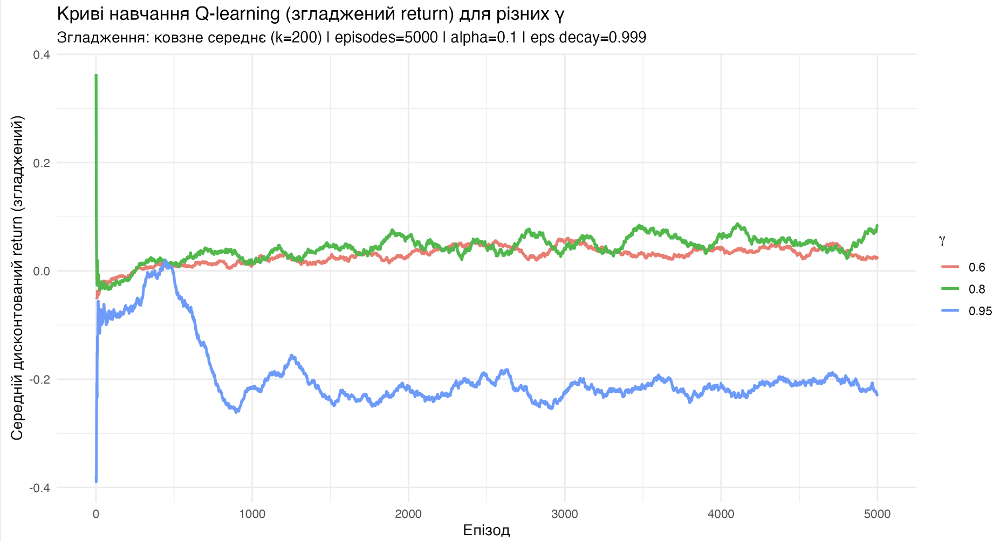 Криві навчання Q-learning (згладжений return) для різних γ
Згладження: ковзне середнє (k=200) | episodes=5000 | alpha=0.1 | eps decay=0.999
Середній дисконтований return (згладжений)
0.4
0.2
0.0
-0.2
-0.4
0
1000
2000
3000
4000
5000
Епізод
γ
0.6
0.8
0.95